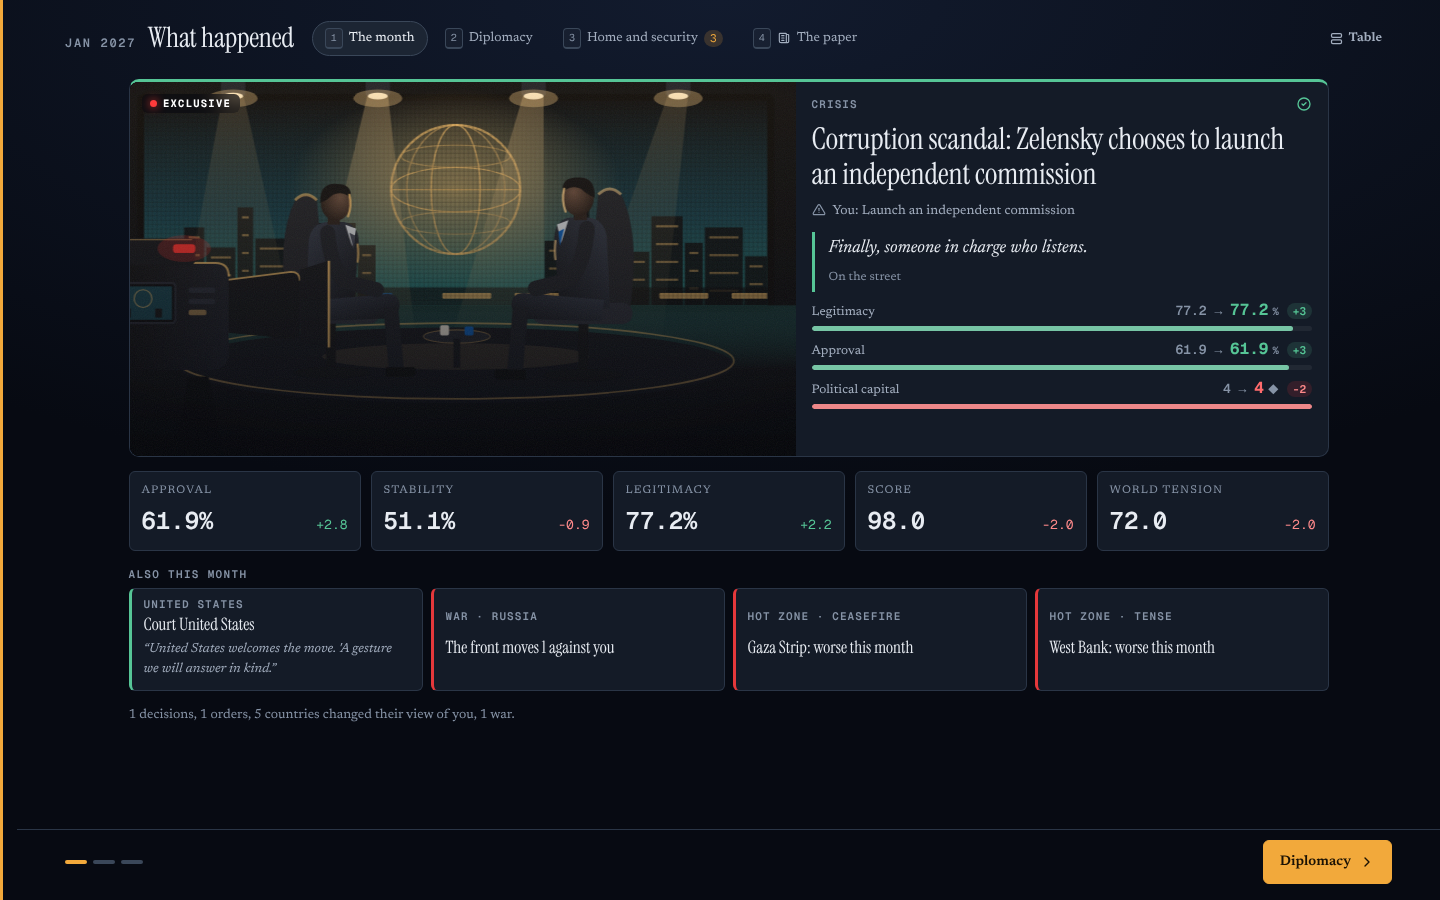 JAN 2027 What happened
1 The month
2 Diplomacy
3 Home and security 3
4 The paper
Table
EXCLUSIVE
CRISIS
Corruption scandal: Zelensky chooses to launch
an independent commission
You: Launch an independent commission
Finally, someone in charge who listens.
On the street
Legitimacy 77.2 → 77.2 % +3
Approval 61.9 → 61.9 % +3
Political capital 4 → 4 ◆ -2
APPROVAL
61.9% +2.8
STABILITY
51.1% -0.9
LEGITIMACY
77.2% +2.2
SCORE
98.0 -2.0
WORLD TENSION
72.0 -2.0
ALSO THIS MONTH
UNITED STATES
Court United States
“United States welcomes the move. ‘A gesture
we will answer in kind.”
WAR · RUSSIA
The front moves 1 against you
HOT ZONE · CEASEFIRE
Gaza Strip: worse this month
HOT ZONE · TENSE
West Bank: worse this month
1 decisions, 1 orders, 5 countries changed their view of you, 1 war.
Diplomacy